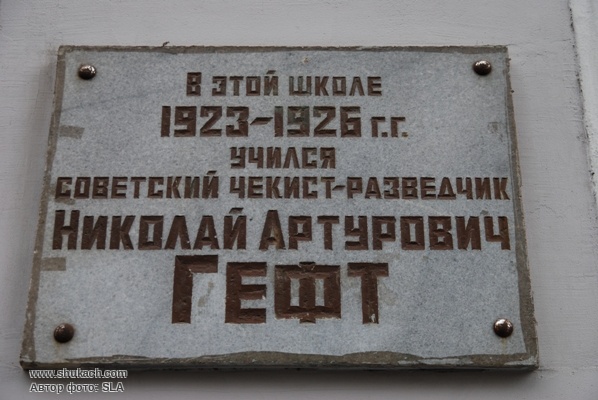 В ЭТОЙ ШКОЛЕ
1923-1926 Г.Г.
УЧИЛСЯ
СОВЕТСКИЙ ЧЕКИСТ-РАЗВЕДЧИК
НИКОЛАЙ АРТУРОВИЧ
ГЕФТ
www.shukach.com
Автор фото: SLA